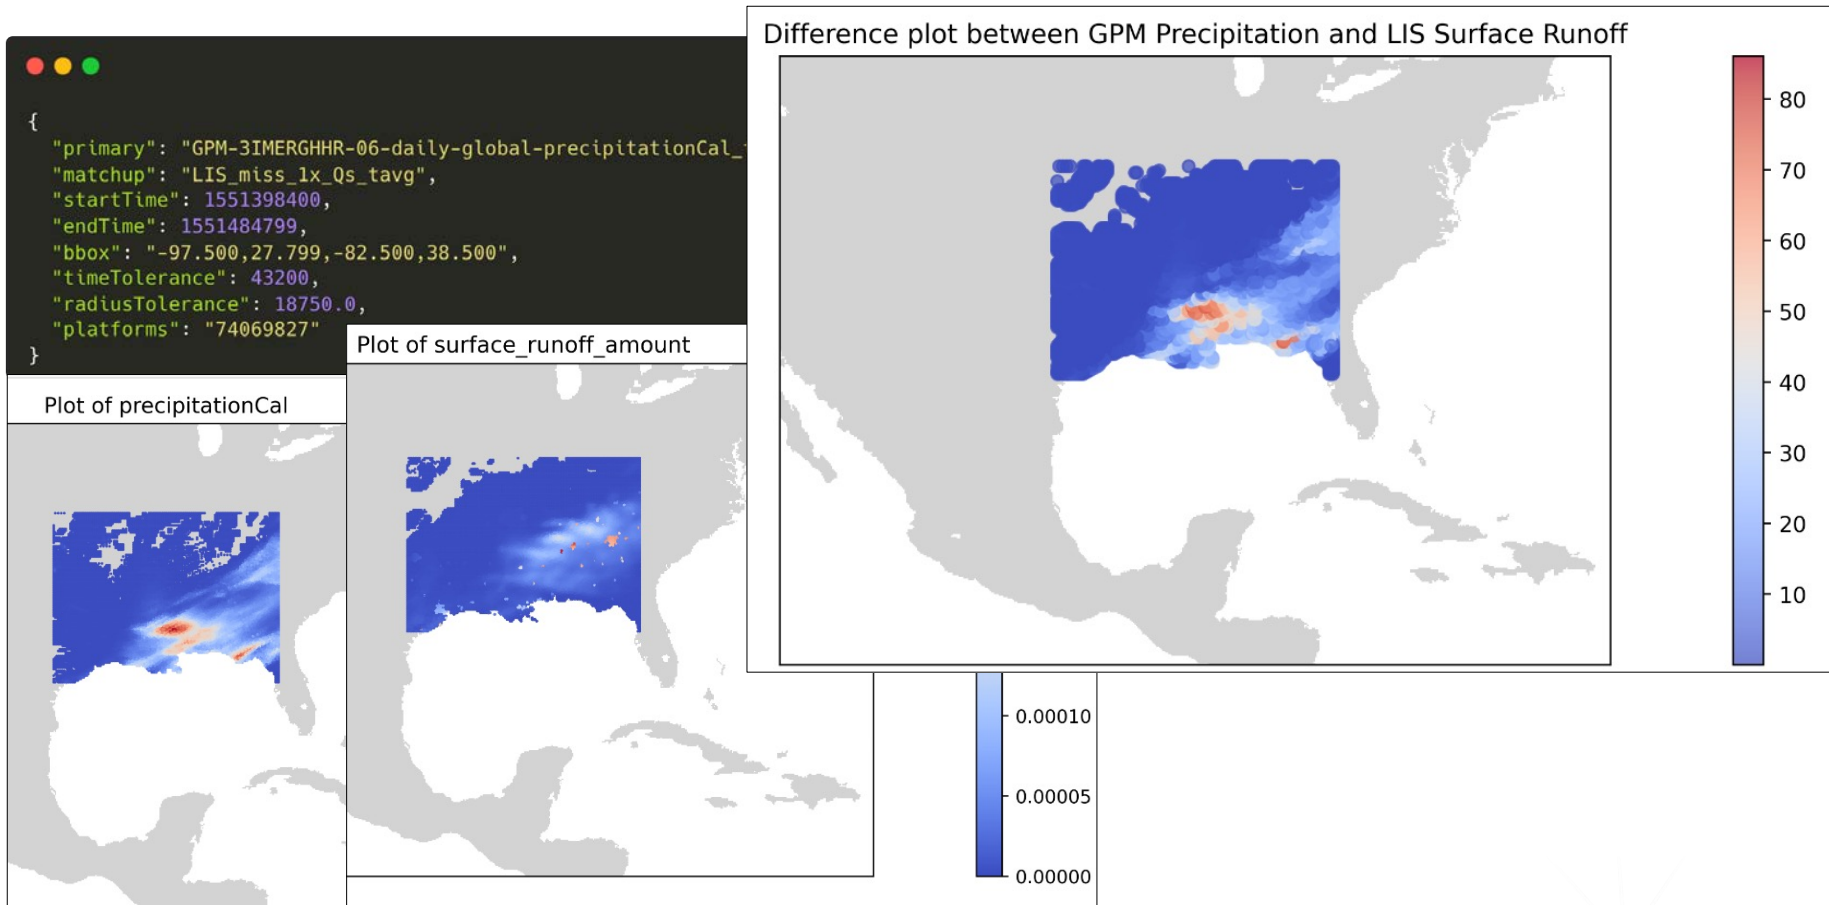 {
"primary": "GPM-3IMERGHHR-06-daily-global-precipitationCal_
"matchup": "LIS_miss_1x_Qs_tavg",
"startTime": 1551398400,
"endTime": 1551484799,
"bbox": "-97.500,27.799,-82.500,38.500",
"timeTolerance": 43200,
"radiusTolerance": 18750.0,
"platforms": "74069827"
}
Plot of precipitationCal
Plot of surface_runoff_amount
0.00010
0.00005
0.00000
Difference plot between GPM Precipitation and LIS Surface Runoff
80
70
60
50
40
30
20
10